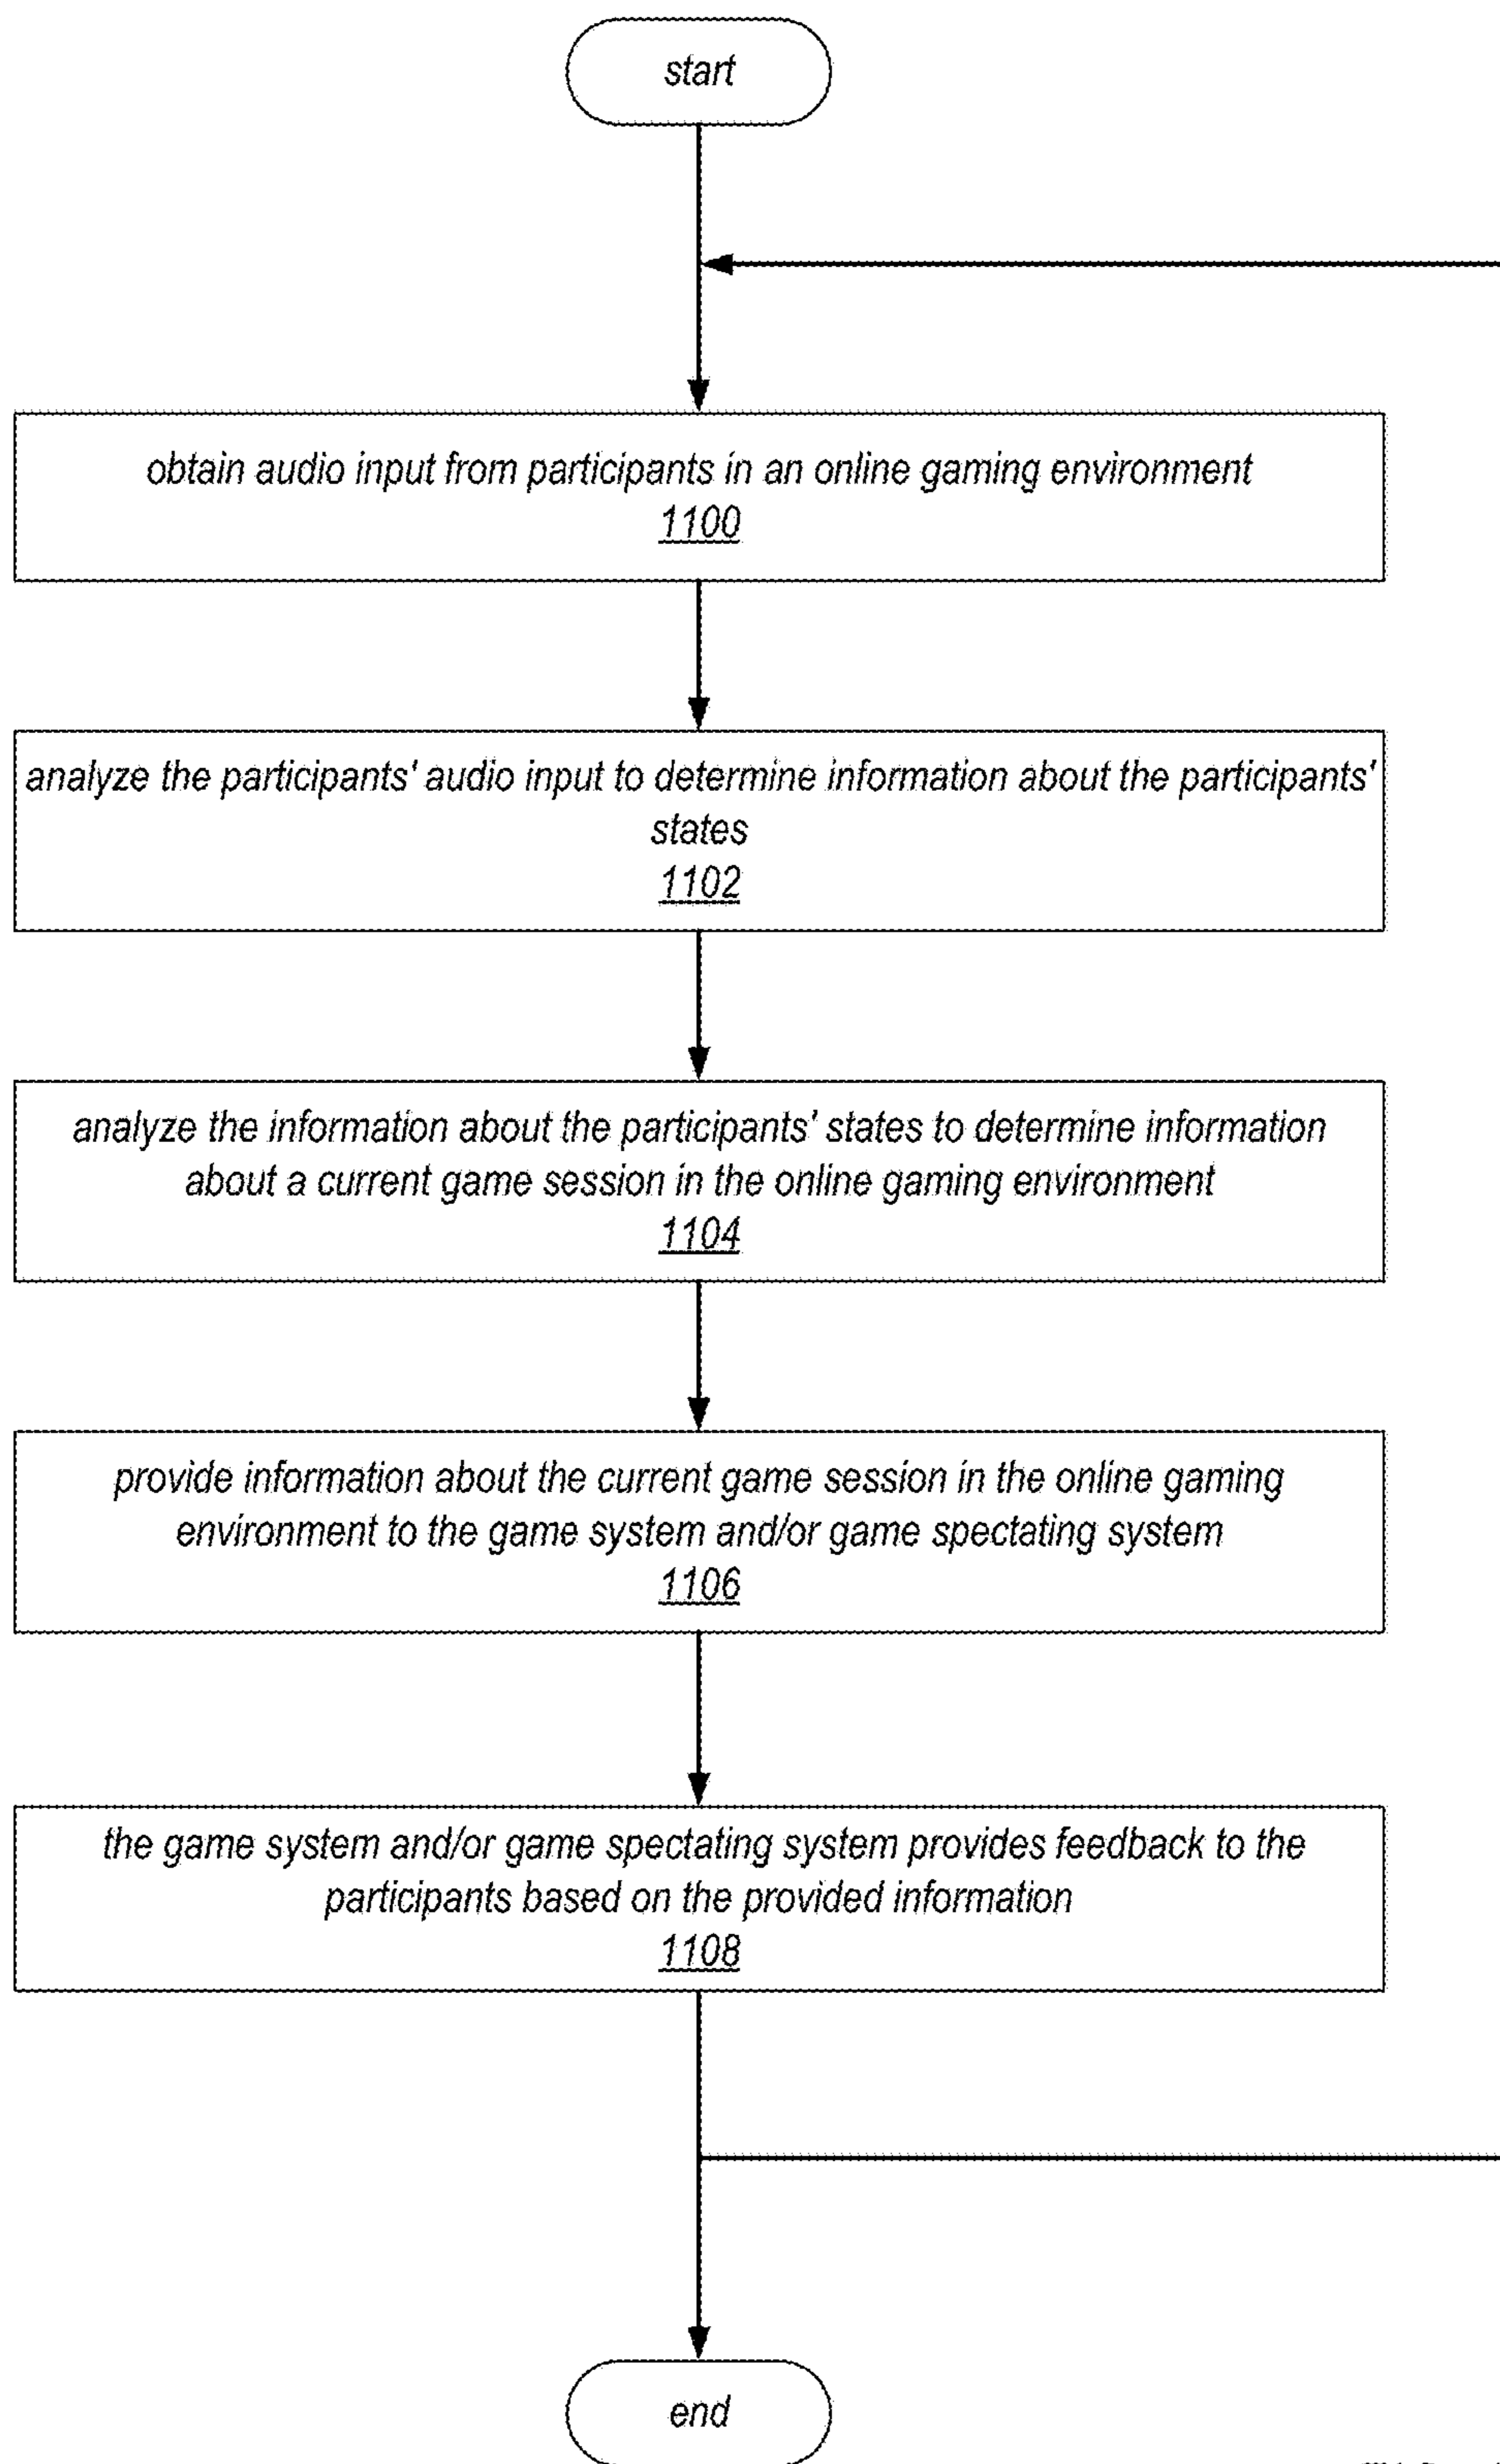 start
obtain audio input from participants in an online gaming environment
1100
analyze the participants' audio input to determine information about the participants'
states
1102
analyze the information about the participants' states to determine information
about a current game session in the online gaming environment
1104
provide information about the current game session in the online gaming
environment to the game system and/or game spectating system
1106
the game system and/or game spectating system provides feedback to the
participants based on the provided information
1108
end